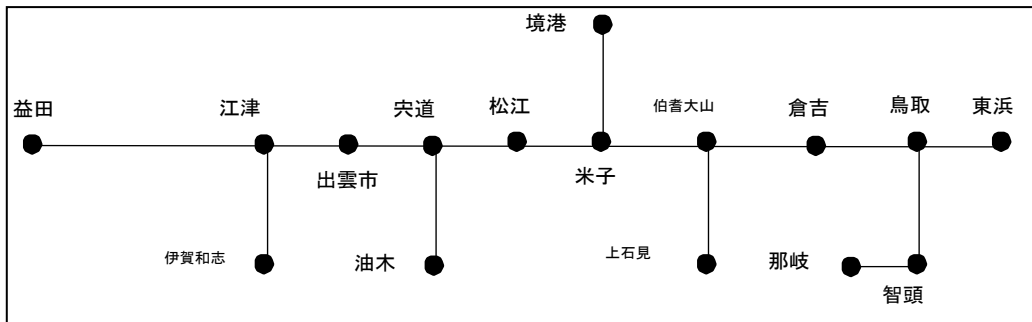 境港
益田
江津
宍道
松江
伯耆大山
倉吉
鳥取
東浜
出雲市
米子
伊賀和志
油木
上石見
那岐
智頭